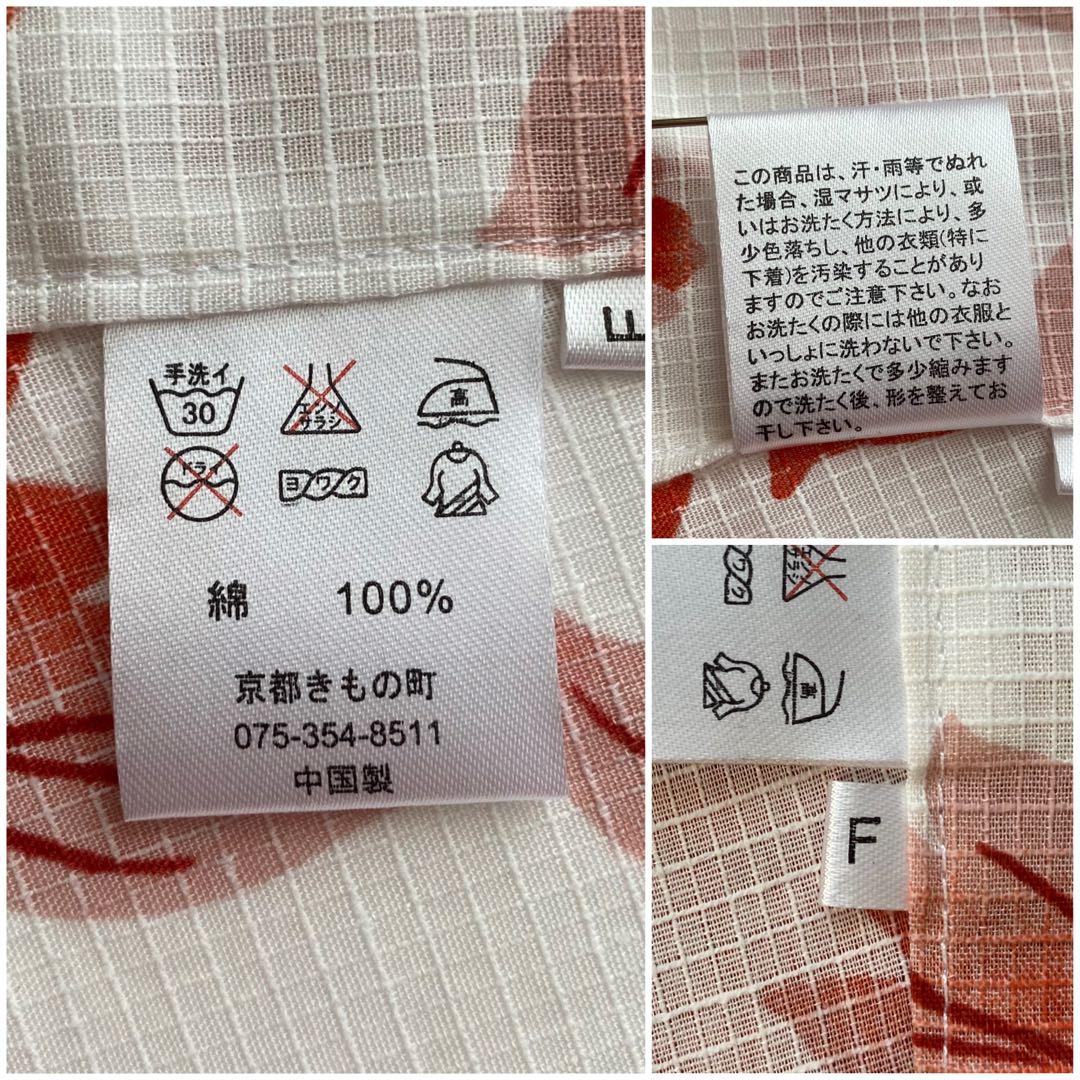 手洗イ
30
エンソ
サラシ
高
ドライ
ヨワク
綿 100%
京都きもの町
075-354-8511
中国製
F
この商品は、汗・雨等でぬれ
た場合、湿マサツにより、或
いはお洗たく方法により、多
少色落ちし、他の衣類(特に
下着)を汚染することがあり
ますのでご注意下さい。なお
お洗たくの際には他の衣服と
いっしょに洗わないで下さい。
またお洗たくで多少縮みます
ので洗たく後、形を整えてお
干し下さい。
ヨワク
エンソ
サラシ
高
F